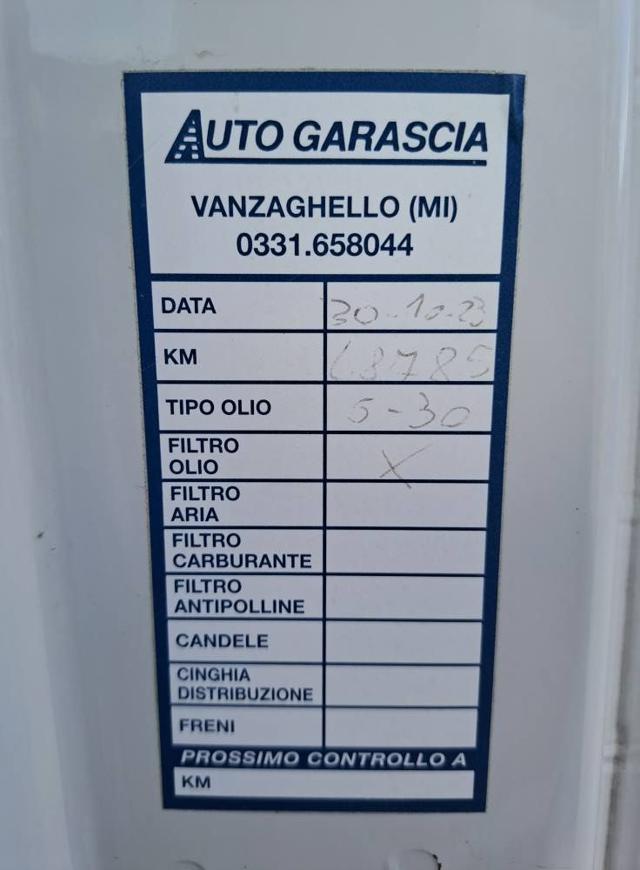 AUTO GARASCIA
VANZAGHELLO (MI)
0331.658044
DATA 30-10-23
KM
TIPO OLIO 5-30
FILTRO
OLIO X
FILTRO
ARIA
FILTRO
CARBURANTE
FILTRO
ANTIPOLLINE
CANDELE
CINGHIA
DISTRIBUZIONE
FRENI
PROSSIMO CONTROLLO A
KM